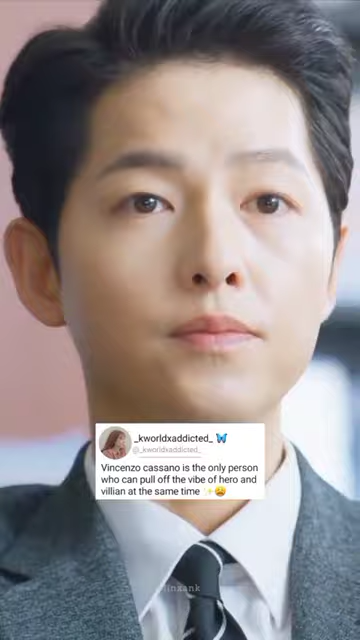 _kworldxaddicted_ 🦋
@_kworldxaddicted_
Vincenzo cassano is the only person
who can pull off the vibe of hero and
villian at the same time ✨😩